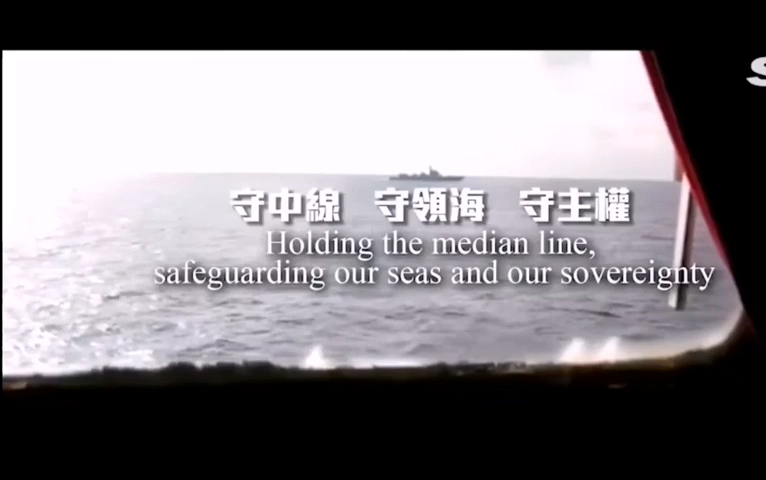 守中線 守領海 守主權
Holding the median line,
safeguarding our seas and our sovereignty